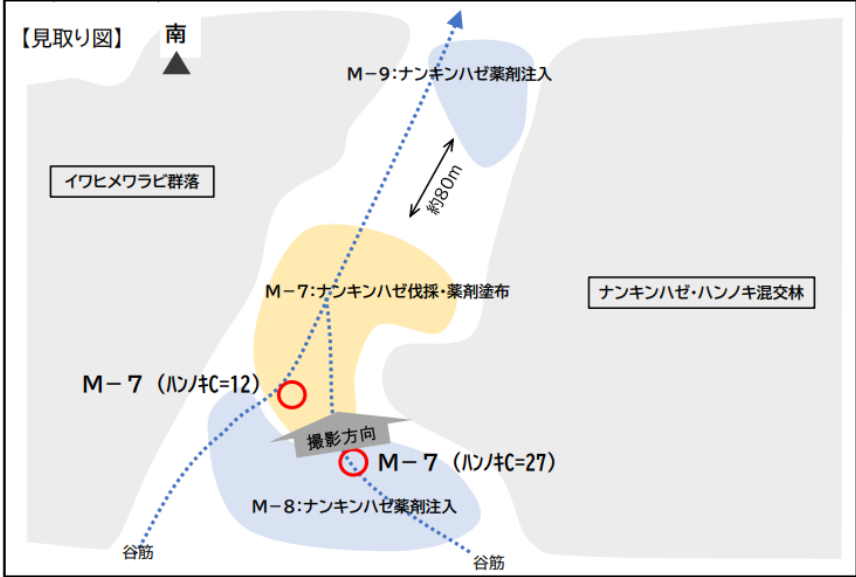 【見取り図】
南
M-9:ナンキンハゼ薬剤注入
イワヒメワラビ群落
約80m
M-7:ナンキンハゼ伐採・薬剤塗布
ナンキンハゼ・ハンノキ混交林
M-7 (ハンノキC=12)
撮影方向
M-7 (ハンノキC=27)
M-8:ナンキンハゼ薬剤注入
谷筋
谷筋